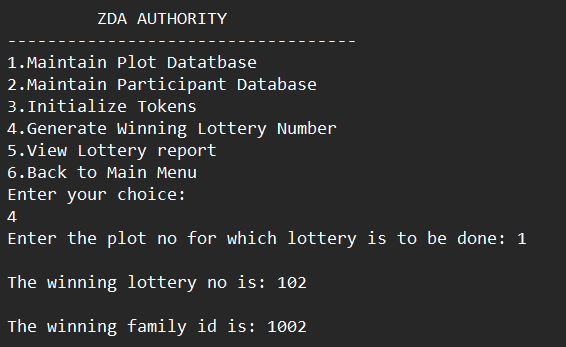 ZDA AUTHORITY
-----------------------------------
1.Maintain Plot Datatbase
2.Maintain Participant Database
3.Initialize Tokens
4.Generate Winning Lottery Number
5.View Lottery report
6.Back to Main Menu
Enter your choice:
4
Enter the plot no for which lottery is to be done: 1
The winning lottery no is: 102
The winning family id is: 1002